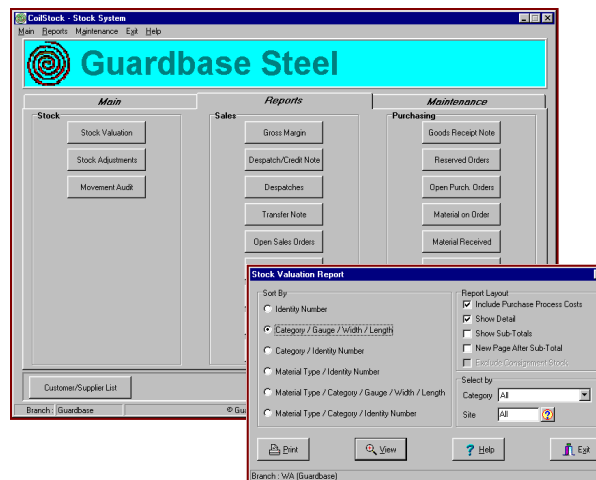 CoilStock - Stock System
Main Reports Maintenance Exit Help
Guardbase Steel
Main Reports Maintenance
Stock Sales Purchasing
Stock Valuation Gross Margin Goods Receipt Note
Stock Adjustments Despatch/Credit Note Reserved Orders
Movement Audit Despatches Open Purch. Orders
Transfer Note Material on Order
Open Sales Orders Material Received
Customer/Supplier List
Branch : Guardbase © Gua
Stock Valuation Report
Sort By
Identity Number
Category / Gauge / Width / Length
Category / Identity Number
Material Type / Identity Number
Material Type / Category / Gauge / Width / Length
Material Type / Category / Identity Number
Report Layout
Include Purchase Process Costs
Show Detail
Show Sub-Totals
New Page After Sub-Total
Exclude Consignment Stock
Select by
Category All
Site All
Print View Help Exit
Branch : WA (Guardbase)